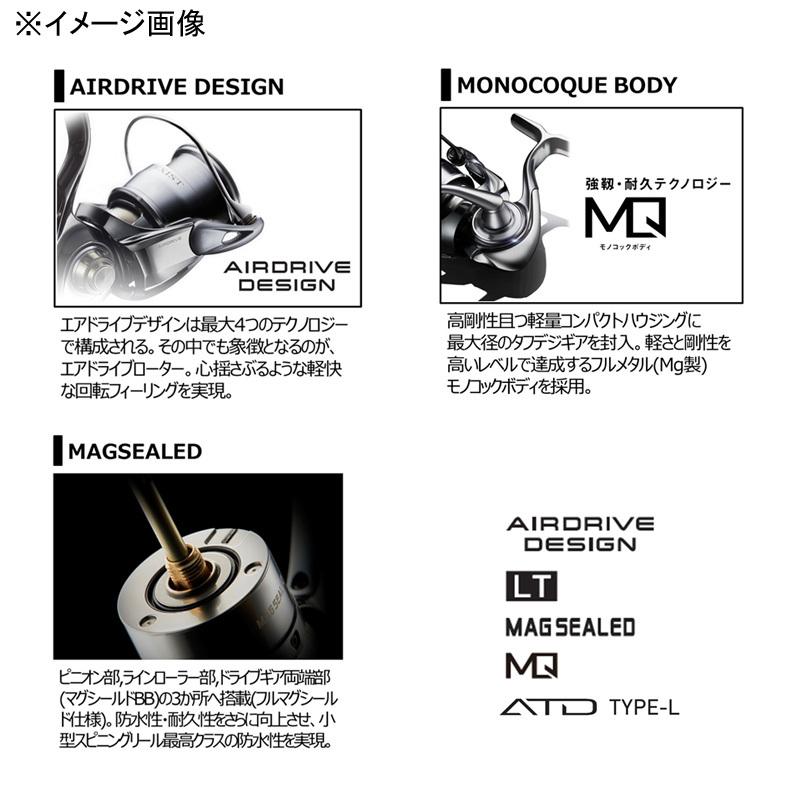 ※イメージ画像
AIRDRIVE DESIGN
AIRDRIVE
AIRDRIVE
DESIGN
エアドライブデザインは最大4つのテクノロジー
で構成される。その中でも象徴となるのが、
エアドライブローター。心揺さぶるような軽快
な回転フィーリングを実現。
MONOCOQUE BODY
強靭・耐久テクノロジー
MQ
モノコックボディ
高剛性且つ軽量コンパクトハウジングに
最大径のタフデジギアを封入。軽さと剛性を
高いレベルで達成するフルメタル(Mg製)
モノコックボディを採用。
MAGSEALED
MAGSEALED
ピニオン部,ラインローラー部,ドライブギア両端部
(マグシールドBB)の3か所へ搭載(フルマグシール
ド仕様)。防水性・耐久性をさらに向上させ、小
型スピニングリール最高クラスの防水性を実現。
AIRDRIVE
DESIGN
LT
MAGSEALED
MQ
ATD TYPE-L